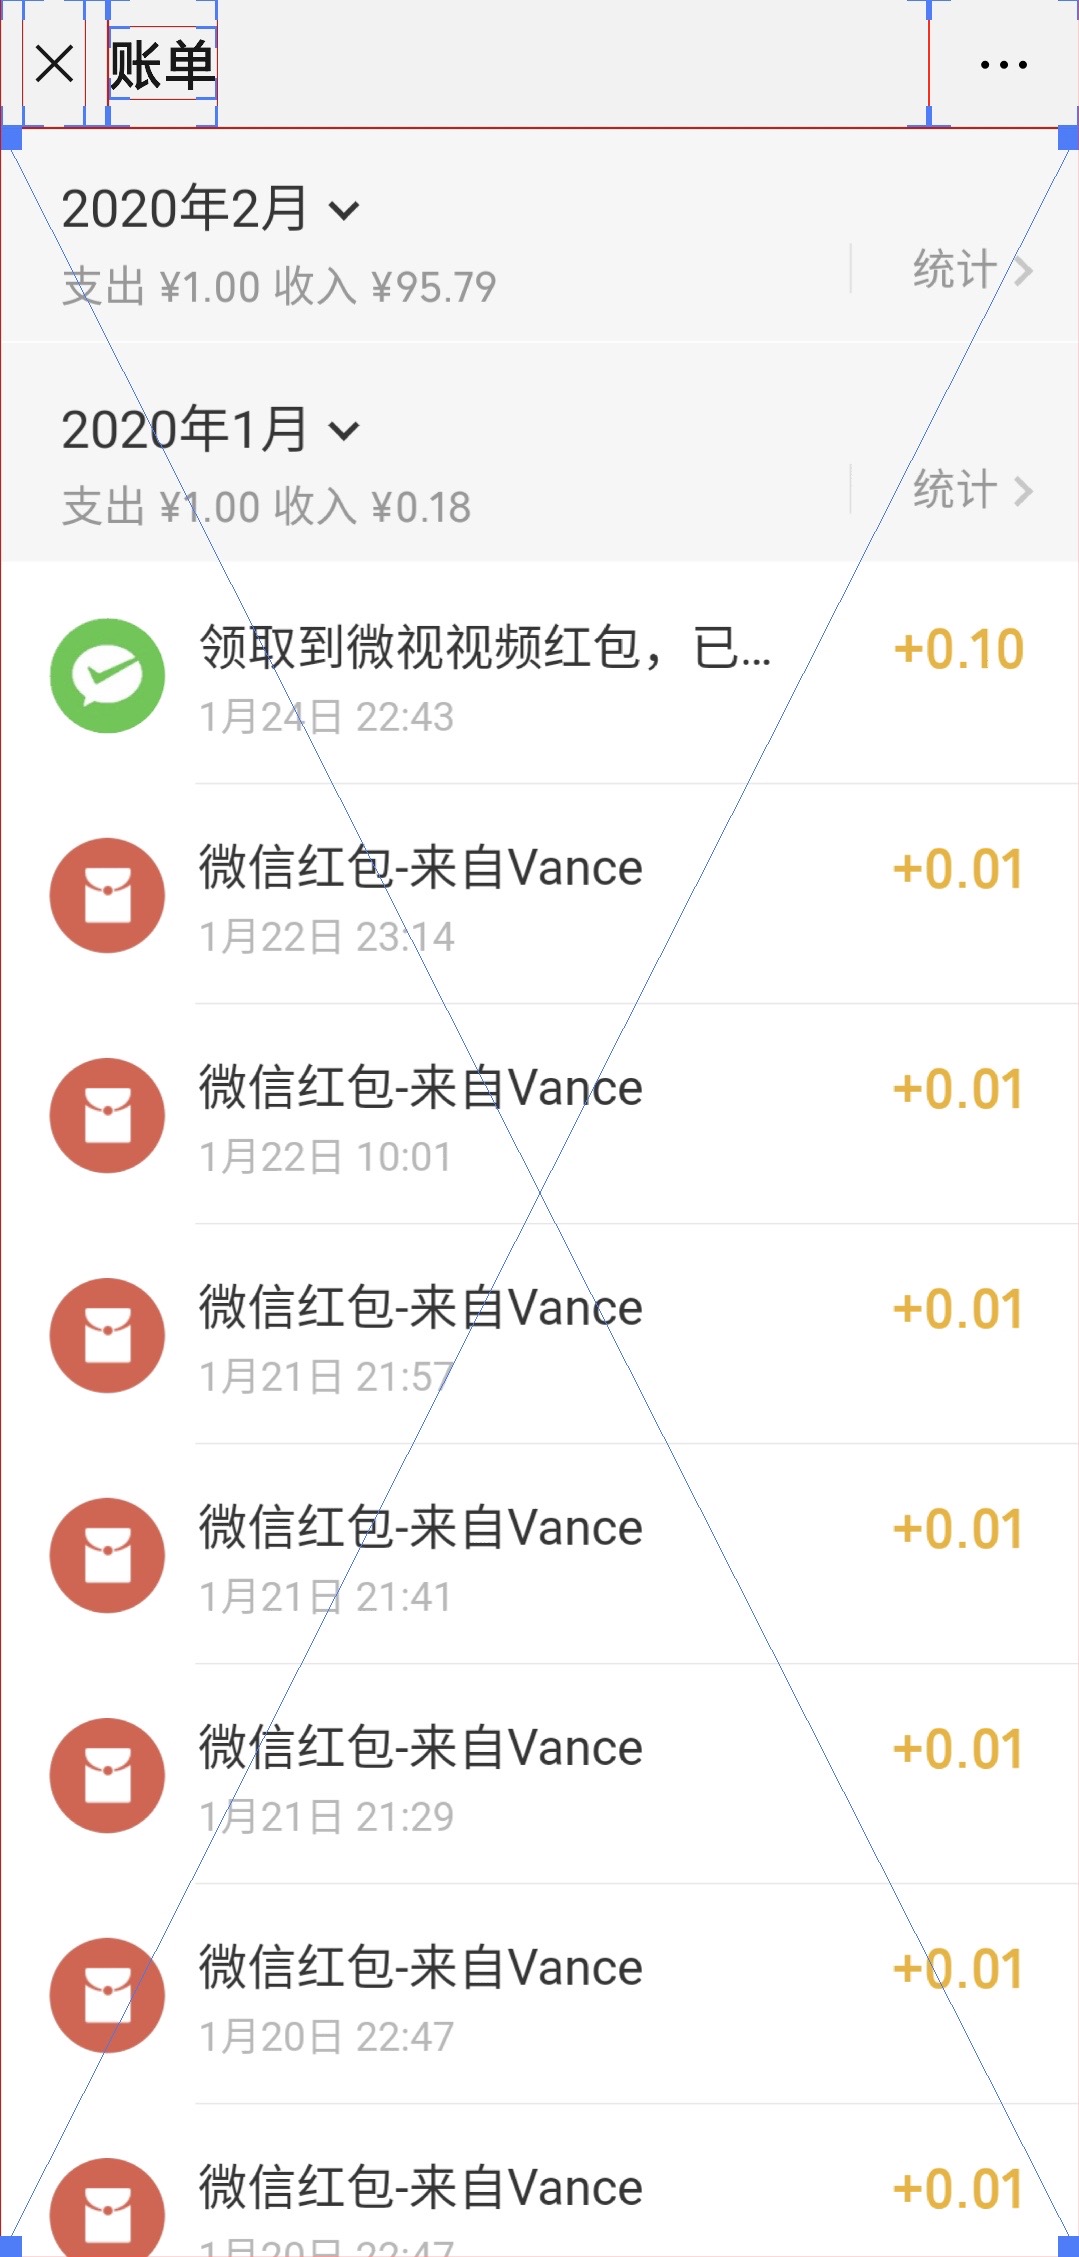 账单
2020年2月
支出 ¥1.00 收入 ¥95.79
统计
2020年1月
支出 ¥1.00 收入 ¥0.18
统计
领取到微视视频红包，已...
+0.10
1月24日 22:43
微信红包-来自Vance
+0.01
1月22日 23:14
微信红包-来自Vance
+0.01
1月22日 10:01
微信红包-来自Vance
+0.01
1月21日 21:57
微信红包-来自Vance
+0.01
1月21日 21:41
微信红包-来自Vance
+0.01
1月21日 21:29
微信红包-来自Vance
+0.01
1月20日 22:47
微信红包-来自Vance
+0.01
1月20日 22:47